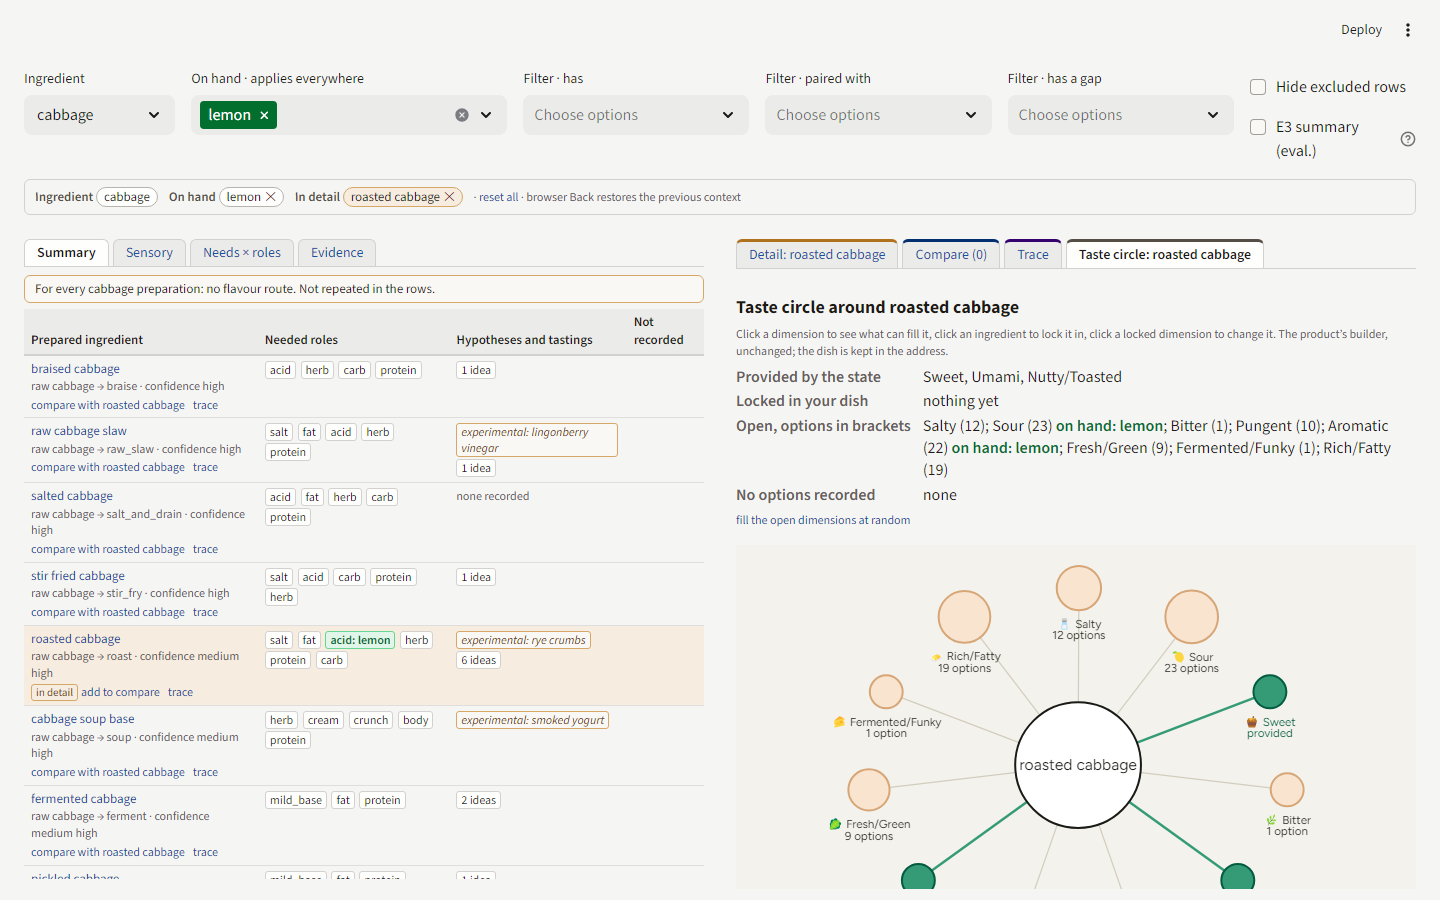 Deploy
Ingredient
On hand · applies everywhere
Filter · has
Filter · paired with
Filter · has a gap
Hide excluded rows
cabbage
lemon
Choose options
Choose options
Choose options
E3 summary
(eval.)
Ingredient cabbage On hand lemon In detail roasted cabbage · reset all · browser Back restores the previous context
Summary
Sensory
Needs × roles
Evidence
For every cabbage preparation: no flavour route. Not repeated in the rows.
Prepared ingredient
Needed roles
Hypotheses and tastings
Not
recorded
braised cabbage
raw cabbage → braise · confidence high
compare with roasted cabbage trace
acid herb carb protein
1 idea
raw cabbage slaw
raw cabbage → raw_slaw · confidence high
compare with roasted cabbage trace
salt fat acid herb
protein
experimental: lingonberry
vinegar
1 idea
salted cabbage
raw cabbage → salt_and_drain · confidence
high
compare with roasted cabbage trace
acid fat herb carb
protein
none recorded
stir fried cabbage
raw cabbage → stir_fry · confidence high
compare with roasted cabbage trace
salt acid carb protein
herb
1 idea
roasted cabbage
raw cabbage → roast · confidence medium
high
in detail add to compare trace
salt fat acid: lemon herb
protein carb
experimental: rye crumbs
6 ideas
cabbage soup base
raw cabbage → soup · confidence medium
high
compare with roasted cabbage trace
herb cream crunch body
protein
experimental: smoked yogurt
fermented cabbage
raw cabbage → ferment · confidence
medium high
compare with roasted cabbage trace
mild_base fat protein
2 ideas
pickled cabbage
mild_base fat protein
1 idea
Detail: roasted cabbage
Compare (0)
Trace
Taste circle: roasted cabbage
Taste circle around roasted cabbage
Click a dimension to see what can fill it, click an ingredient to lock it in, click a locked dimension to change it. The product's builder,
unchanged; the dish is kept in the address.
Provided by the state Sweet, Umami, Nutty/Toasted
Locked in your dish nothing yet
Open, options in brackets Salty (12); Sour (23) on hand: lemon; Bitter (1); Pungent (10); Aromatic
(22) on hand: lemon; Fresh/Green (9); Fermented/Funky (1); Rich/Fatty
(19)
No options recorded none
fill the open dimensions at random
Salty
12 options
Rich/Fatty
19 options
Sour
23 options
Fermented/Funky
1 option
Sweet
provided
roasted cabbage
Fresh/Green
9 options
Bitter
1 option